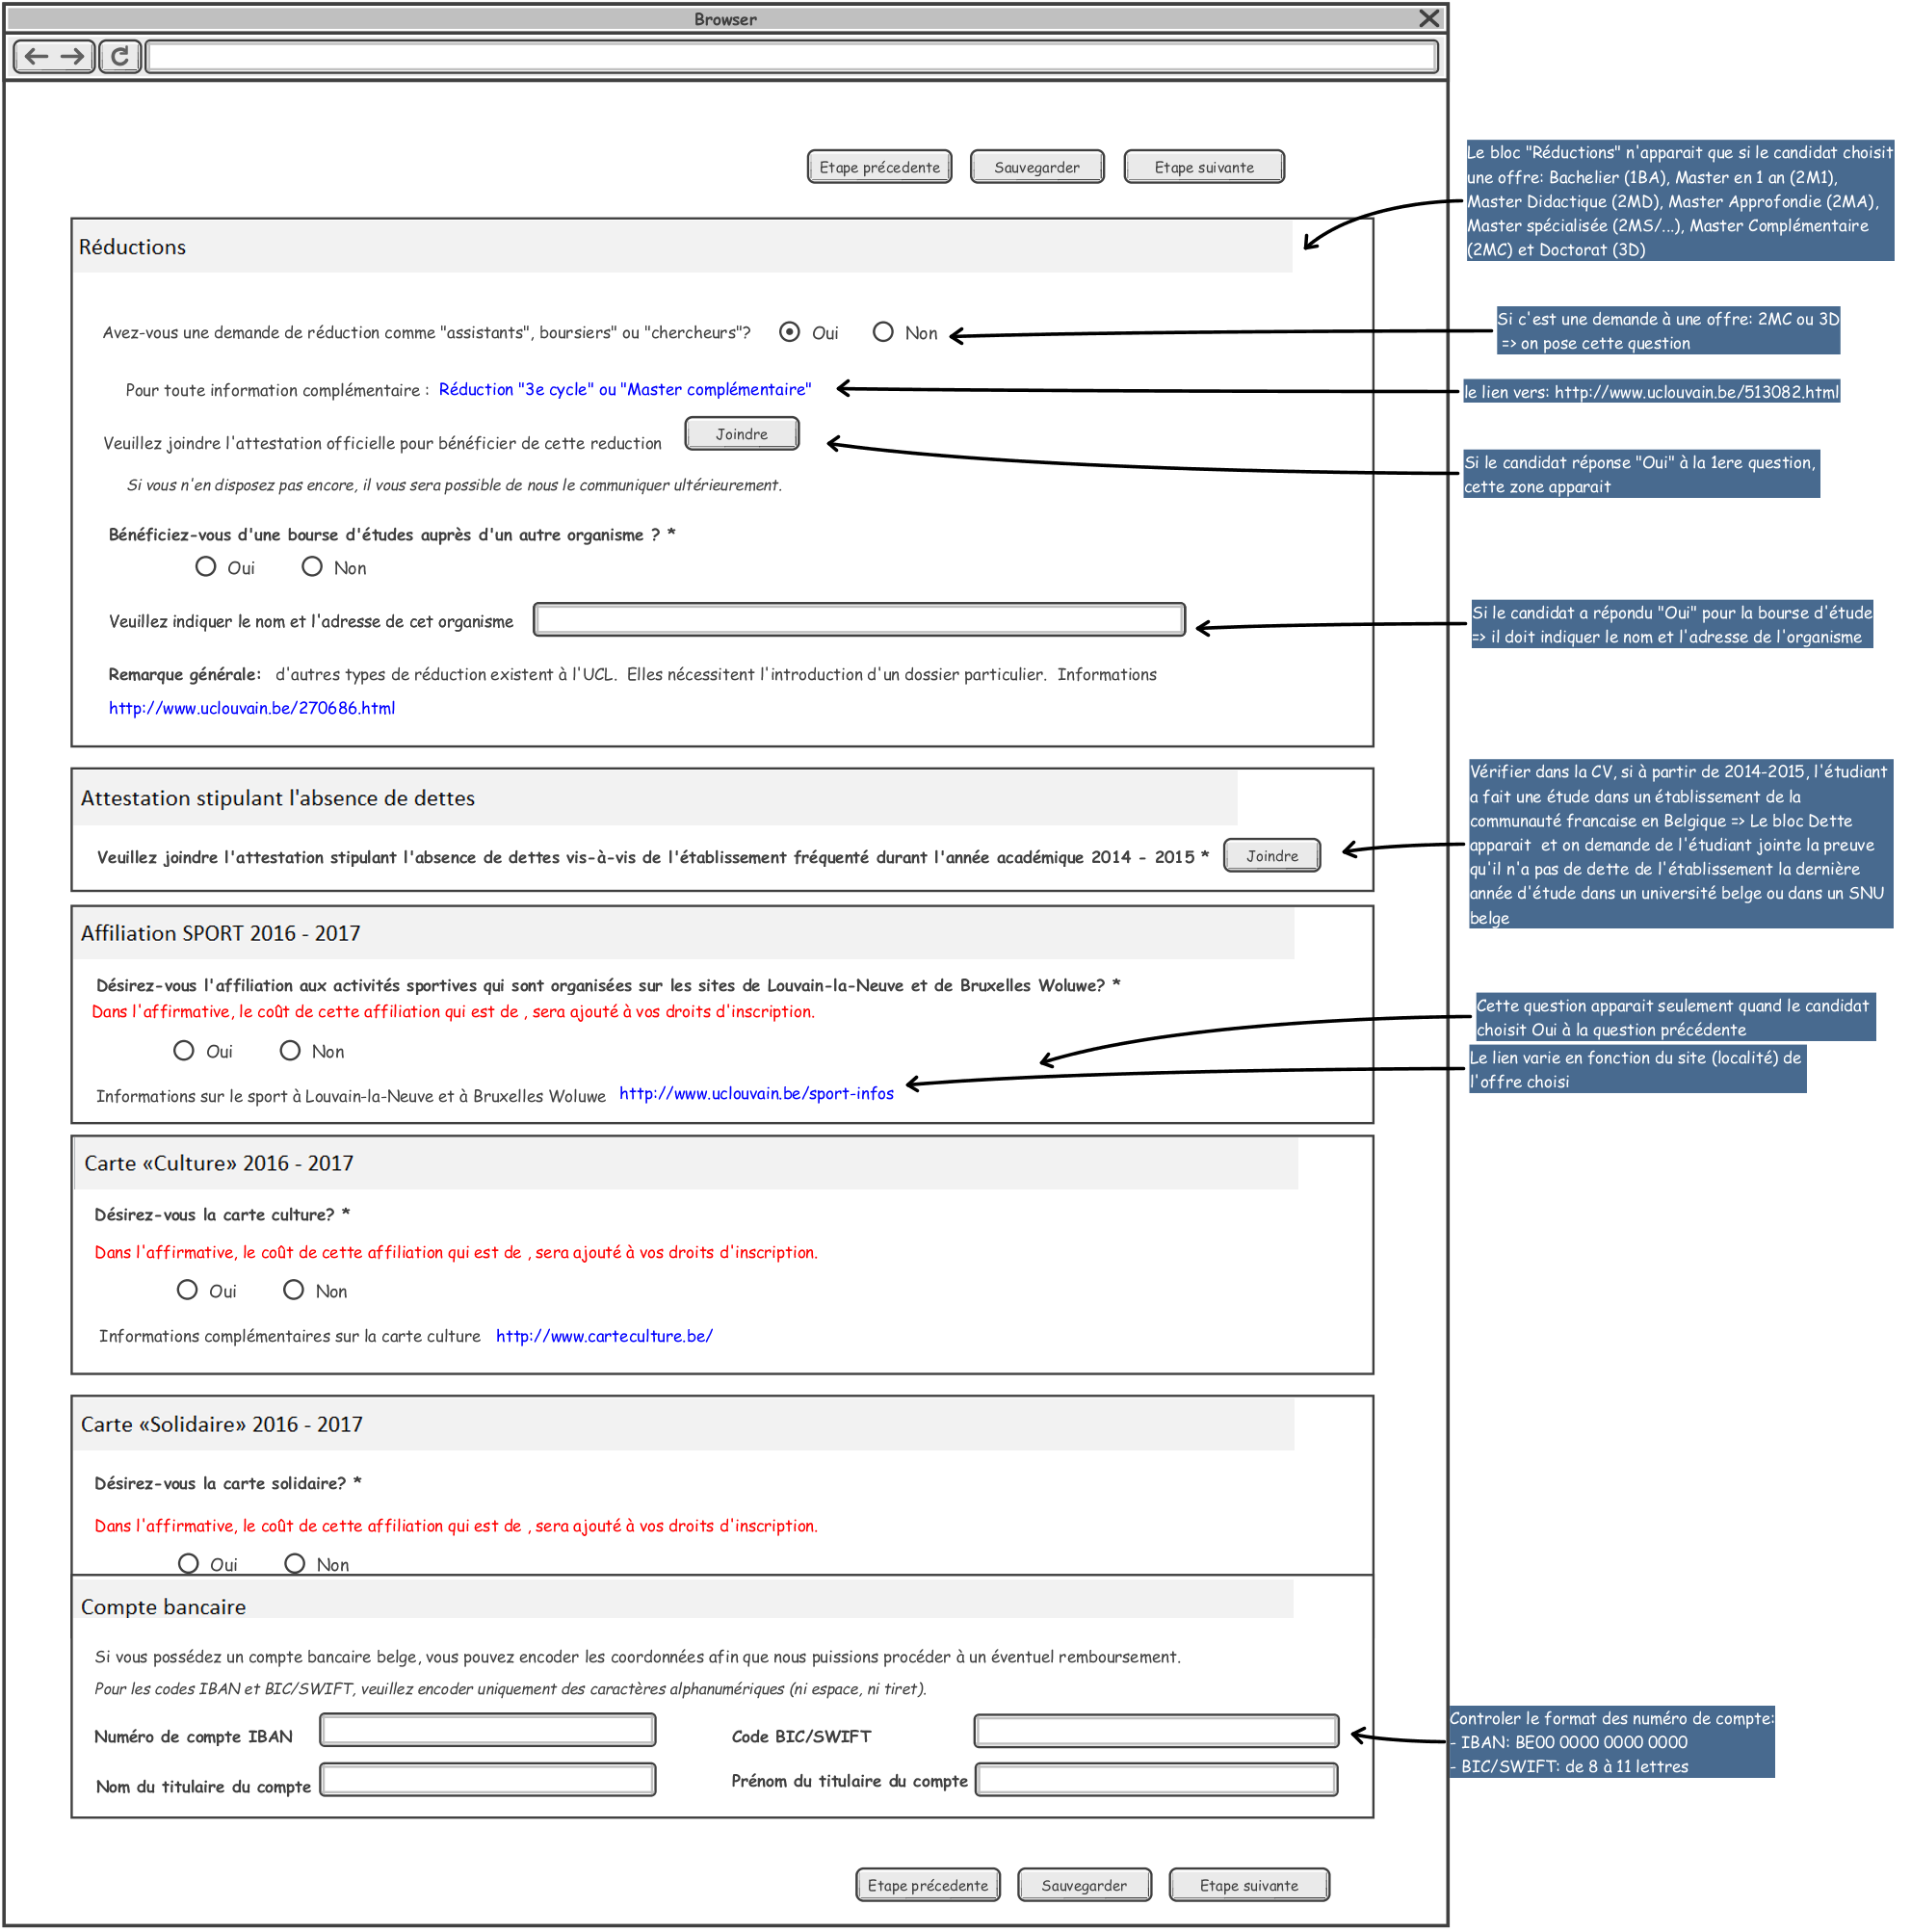 Browser
Etape précedente
Sauvegarder
Etape suivante
Le bloc "Réductions" n'apparait que si le candidat choisit
une offre: Bachelier (1BA), Master en 1 an (2M1),
Master Didactique (2MD), Master Approfondie (2MA),
Master spécialisée (2MS/...), Master Complémentaire
(2MC) et Doctorat (3D)
Réductions
Avez-vous une demande de réduction comme "assistants", boursiers" ou "chercheurs"? Oui Non
Si c'est une demande à une offre: 2MC ou 3D
=> on pose cette question
Pour toute information complémentaire : Réduction "3e cycle" ou "Master complémentaire"
le lien vers: http://www.uclouvain.be/513082.html
Veuillez joindre l'attestation officielle pour bénéficier de cette reduction Joindre
Si le candidat réponse "Oui" à la 1ere question,
cette zone apparait
Si vous n'en disposez pas encore, il vous sera possible de nous le communiquer ultérieurement.
Bénéficiez-vous d'une bourse d'études auprès d'un autre organisme ? *
Oui Non
Veuillez indiquer le nom et l'adresse de cet organisme
Si le candidat a répondu "Oui" pour la bourse d'étude
=> il doit indiquer le nom et l'adresse de l'organisme
Remarque générale: d'autres types de réduction existent à l'UCL. Elles nécessitent l'introduction d'un dossier particulier. Informations
http://www.uclouvain.be/270686.html
Attestation stipulant l'absence de dettes
Veuillez joindre l'attestation stipulant l'absence de dettes vis-à-vis de l'établissement fréquenté durant l'année académique 2014 - 2015 * Joindre
Vérifier dans la CV, si à partir de 2014-2015, l'étudiant
a fait une étude dans un établissement de la
communauté francaise en Belgique => Le bloc Dette
apparait et on demande de l'étudiant jointe la preuve
qu'il n'a pas de dette de l'établissement la dernière
année d'étude dans un université belge ou dans un SNU
belge
Affiliation SPORT 2016 - 2017
Désirez-vous l'affiliation aux activités sportives qui sont organisées sur les sites de Louvain-la-Neuve et de Bruxelles Woluwe? *
Dans l'affirmative, le coût de cette affiliation qui est de , sera ajouté à vos droits d'inscription.
Oui Non
Cette question apparait seulement quand le candidat
choisit Oui à la question précédente
Le lien varie en fonction du site (localité) de
l'offre choisi
Informations sur le sport à Louvain-la-Neuve et à Bruxelles Woluwe http://www.uclouvain.be/sport-infos
Carte «Culture» 2016 - 2017
Désirez-vous la carte culture? *
Dans l'affirmative, le coût de cette affiliation qui est de , sera ajouté à vos droits d'inscription.
Oui Non
Informations complémentaires sur la carte culture http://www.carteculture.be/
Carte «Solidaire» 2016 - 2017
Désirez-vous la carte solidaire? *
Dans l'affirmative, le coût de cette affiliation qui est de , sera ajouté à vos droits d'inscription.
Oui Non
Compte bancaire
Si vous possédez un compte bancaire belge, vous pouvez encoder les coordonnées afin que nous puissions procéder à un éventuel remboursement.
Pour les codes IBAN et BIC/SWIFT, veuillez encoder uniquement des caractères alphanumériques (ni espace, ni tiret).
Numéro de compte IBAN Code BIC/SWIFT
Nom du titulaire du compte Prénom du titulaire du compte
Controler le format des numéro de compte:
- IBAN: BE00 0000 0000 0000
- BIC/SWIFT: de 8 à 11 lettres
Etape précedente
Sauvegarder
Etape suivante